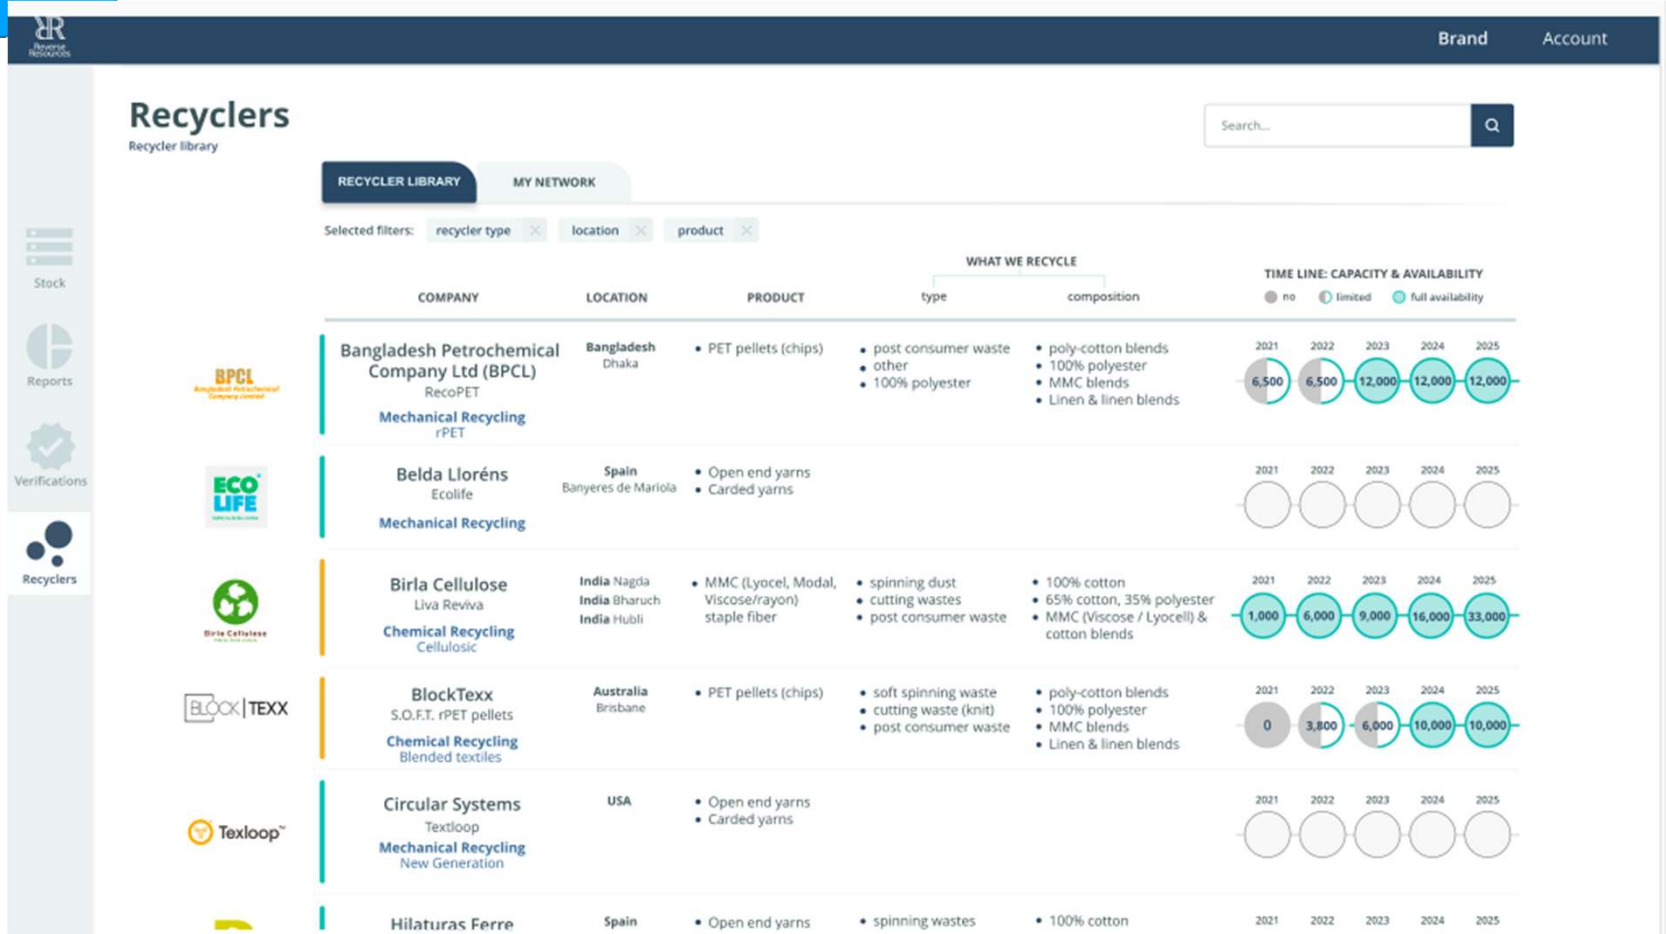 Reverse
Resources
Brand
Account
Recyclers
Recycler library
Search...
RECYCLER LIBRARY
MY NETWORK
Selected filters:
recycler type
location
product
Stock
Reports
Verifications
Recyclers
WHAT WE RECYCLE
TIME LINE: CAPACITY & AVAILABILITY
COMPANY
LOCATION
PRODUCT
type
composition
no
limited
full availability
BPCL
Bangladesh Petrochemical
Company Limited
Bangladesh Petrochemical
Company Ltd (BPCL)
RecoPET
Mechanical Recycling
rPET
Bangladesh
Dhaka
• PET pellets (chips)
• post consumer waste
• other
• 100% polyester
• poly-cotton blends
• 100% polyester
• MMC blends
• Linen & linen blends
2021 2022 2023 2024 2025
6,500 6,500 12,000 12,000 12,000
ECO
LIFE
Belda Lloréns
Ecolife
Mechanical Recycling
Spain
Banyeres de Mariola
• Open end yarns
• Carded yarns
2021 2022 2023 2024 2025
Birla Cellulose
Birla Cellulose
Liva Reviva
Chemical Recycling
Cellulosic
India Nagda
India Bharuch
India Hubli
• MMC (Lyocel, Modal,
Viscose/rayon)
staple fiber
• spinning dust
• cutting wastes
• post consumer waste
• 100% cotton
• 65% cotton, 35% polyester
• MMC (Viscose / Lyocell) &
cotton blends
2021 2022 2023 2024 2025
1,000 6,000 9,000 16,000 33,000
BLOCK|TEXX
BlockTexx
S.O.F.T. rPET pellets
Chemical Recycling
Blended textiles
Australia
Brisbane
• PET pellets (chips)
• soft spinning waste
• cutting waste (knit)
• post consumer waste
• poly-cotton blends
• 100% polyester
• MMC blends
• Linen & linen blends
2021 2022 2023 2024 2025
0 3,800 6,000 10,000 10,000
Texloop™
Circular Systems
Textloop
Mechanical Recycling
New Generation
USA
• Open end yarns
• Carded yarns
2021 2022 2023 2024 2025
Hilaturas Ferre
Spain
• Open end yarns
• spinning wastes
• 100% cotton
2021 2022 2023 2024 2025